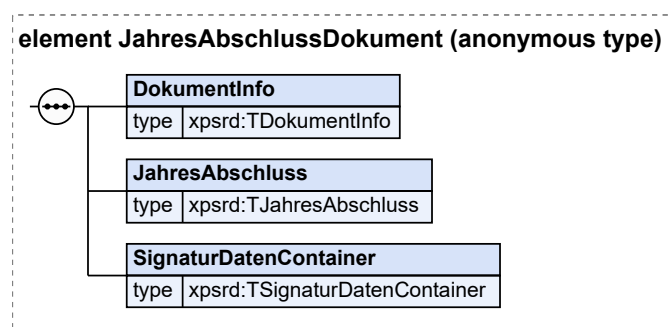 element JahresAbschlussDokument (anonymous type)
DokumentInfo
type xpsrd:TDokumentInfo
JahresAbschluss
type xpsrd:TJahresAbschluss
SignaturDatenContainer
type xpsrd:TSignaturDatenContainer